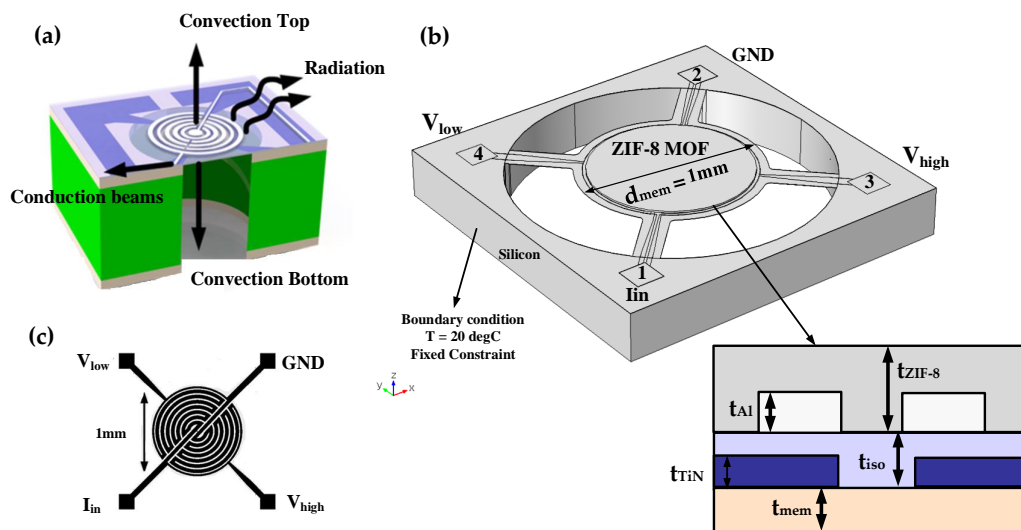 (a)
Convection Top
Radiation
Conduction beams
Convection Bottom
(b)
GND
2
Vlow
4
ZIF-8 MOF
dmem = 1mm
Vhigh
3
Silicon
1
Iin
Boundary condition
T = 20 degC
Fixed Constraint
z
y
x
(c)
Vlow
GND
1mm
Iin
Vhigh
tZIF-8
tAl
tiso
tTiN
tmem